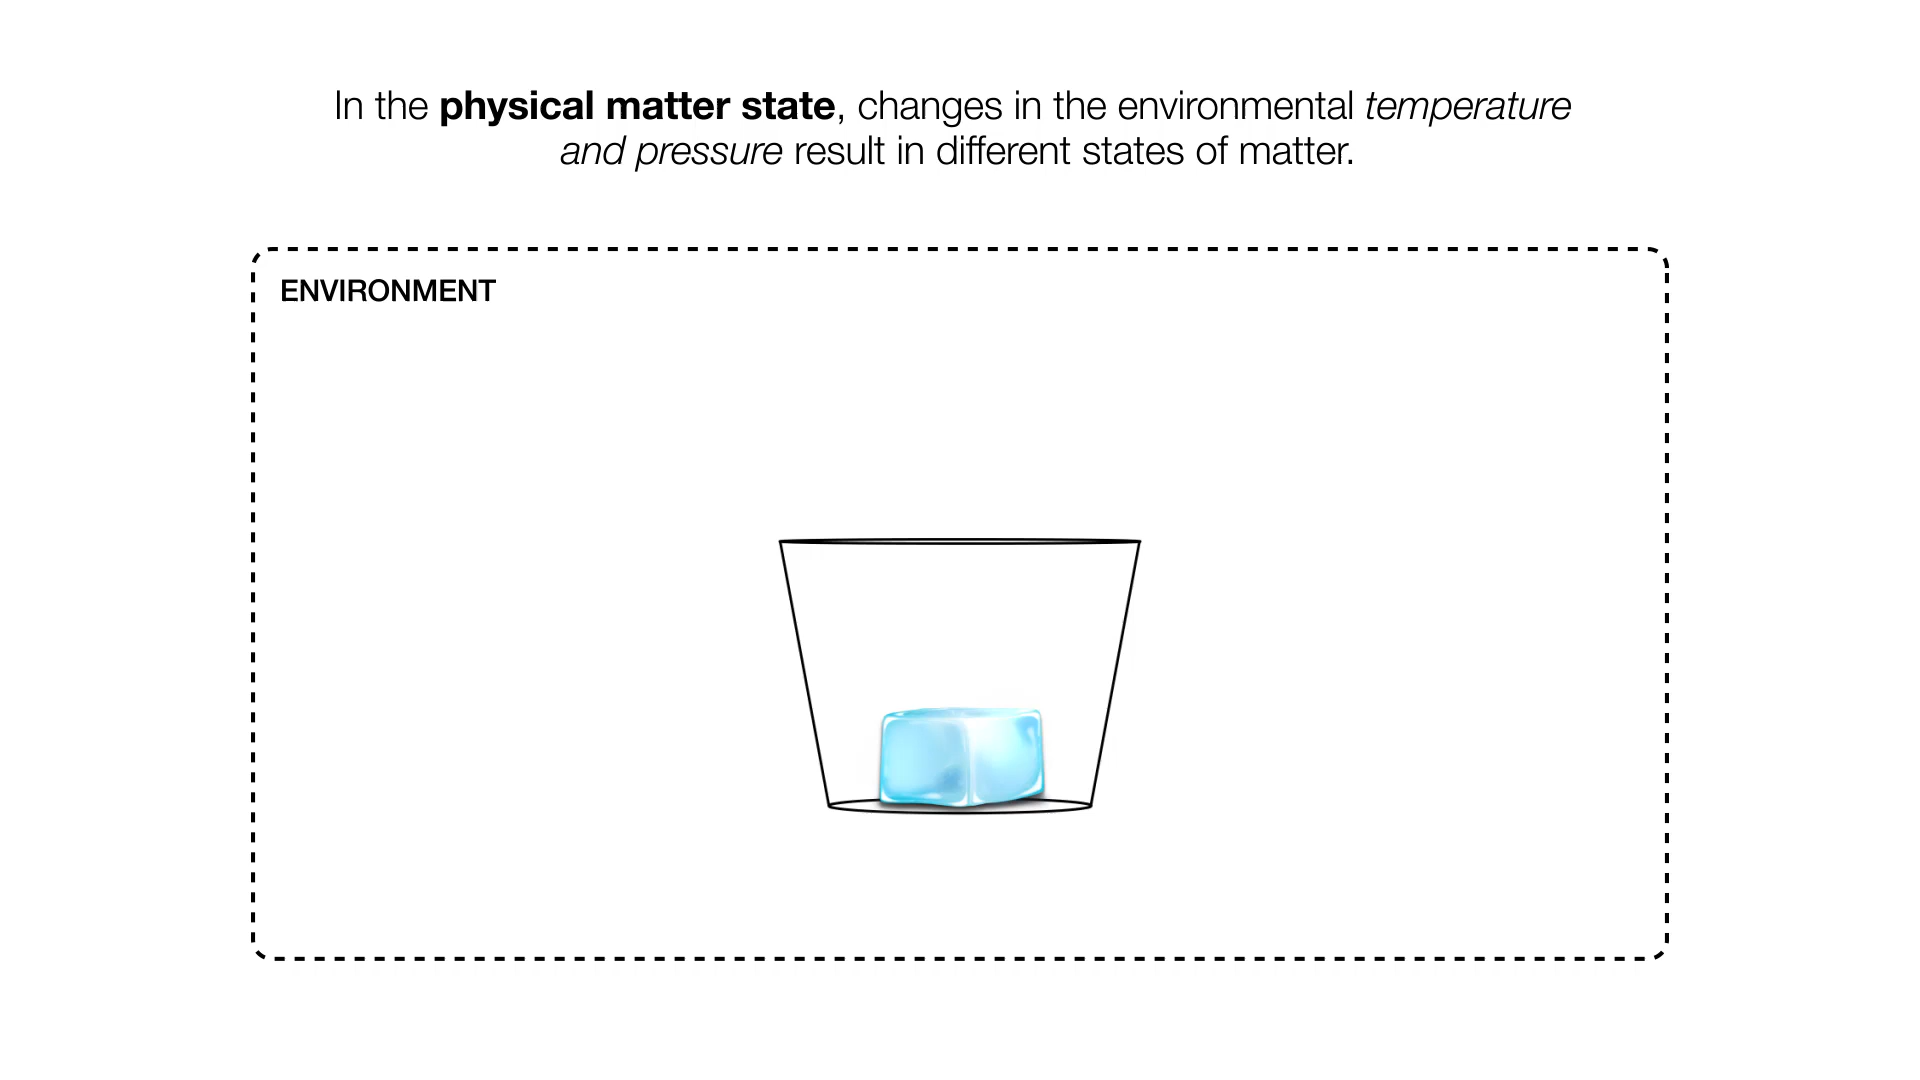 In the physical matter state, changes in the environmental temperature
and pressure result in different states of matter.
ENVIRONMENT